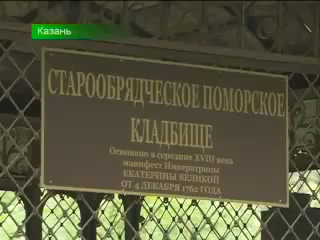 Казань
СТАРООБРЯДЧЕСКОЕ ПОМОРСКОЕ
КЛАДБИЩЕ
Основано в середине XVIII века
манифест Императрицы
ЕКАТЕРИНЫ ВЕЛИКОЙ
ОТ 4 ДЕКАБРЯ 1762 ГОДА